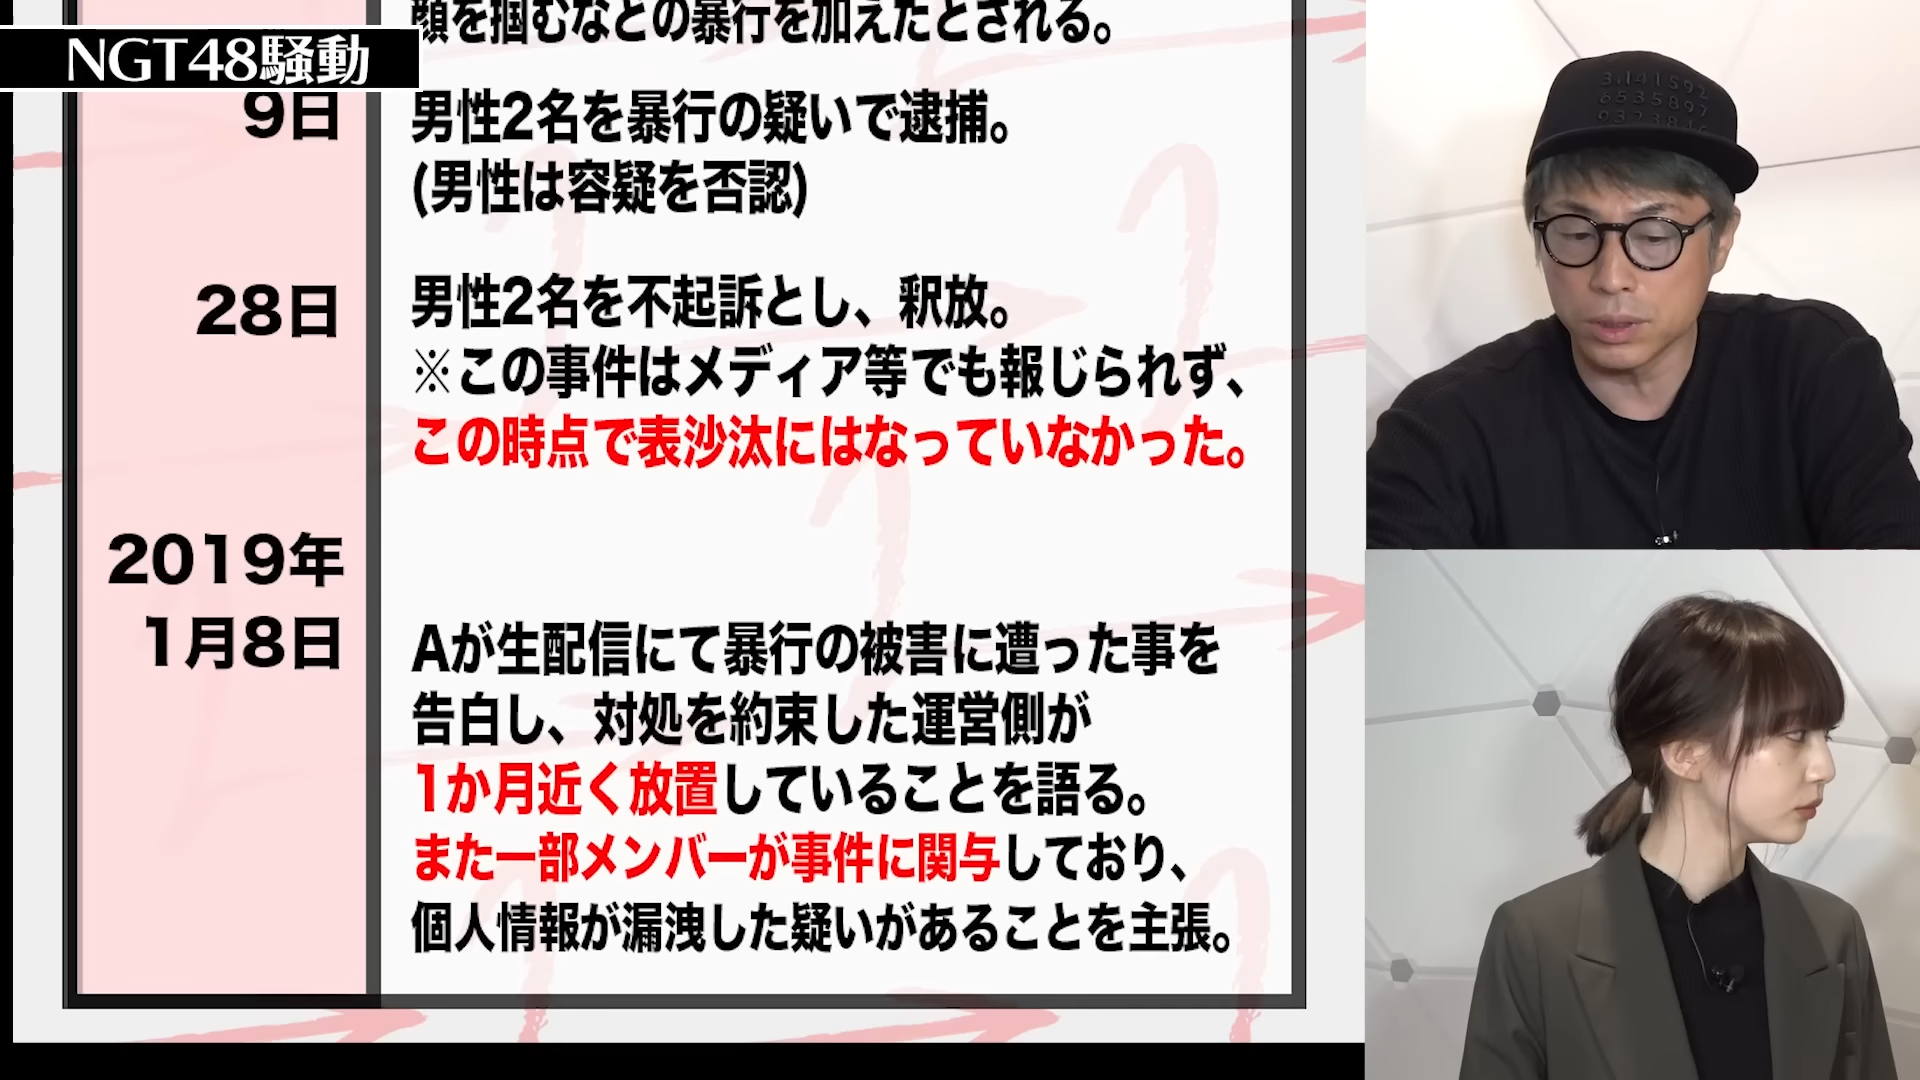 NGT48騒動
顔を掴むなどの暴行を加えたとされる。
9日
男性2名を暴行の疑いで逮捕。
(男性は容疑を否認)
28日
男性2名を不起訴とし、釈放。
※この事件はメディア等でも報じられず、
この時点で表沙汰にはなっていなかった。
2019年
1月8日
Aが生配信にて暴行の被害に遭った事を
告白し、対処を約束した運営側が
1か月近く放置していることを語る。
また一部メンバーが事件に関与しており、
個人情報が漏洩した疑いがあることを主張。
3.141592
6535897